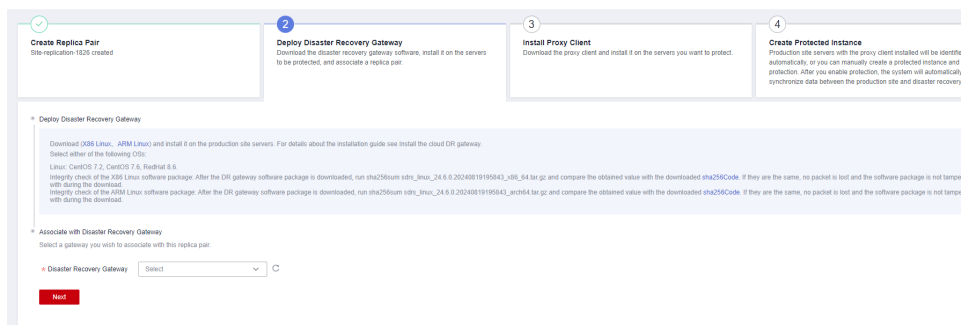 2
3
4
Create Replica Pair
Site-replication-1826 created
Deploy Disaster Recovery Gateway
Download the disaster recovery gateway software, install it on the servers
to be protected, and associate a replica pair.
Install Proxy Client
Download the proxy client and install it on the servers you want to protect.
Create Protected Instance
Production site servers with the proxy client installed will be identifie
automatically, or you can manually create a protected instance and
protection. After you enable protection, the system will automatically
synchronize data between the production site and disaster recovery
Deploy Disaster Recovery Gateway
Download (X86 Linux、ARM Linux) and install it on the production site servers. For details about the installation guide see Install the cloud DR gateway.
Select either of the following OSs:
Linux: CentOS 7.2, CentOS 7.6, RedHat 8.6.
Integrity check of the X86 Linux software package: After the DR gateway software package is downloaded, run sha256sum sdrs_linux_24.6.0.20240819195843_x86_64.tar.gz and compare the obtained value with the downloaded sha256Code. If they are the same, no packet is lost and the software package is not tampe
with during the download.
Integrity check of the ARM Linux software package: After the DR gateway software package is downloaded, run sha256sum sdrs_linux_24.6.0.20240819195843_arch64.tar.gz and compare the obtained value with the downloaded sha256Code. If they are the same, no packet is lost and the software package is not tampe
with during the download.
Associate with Disaster Recovery Gateway
Select a gateway you wish to associate with this replica pair.
* Disaster Recovery Gateway Select
Next